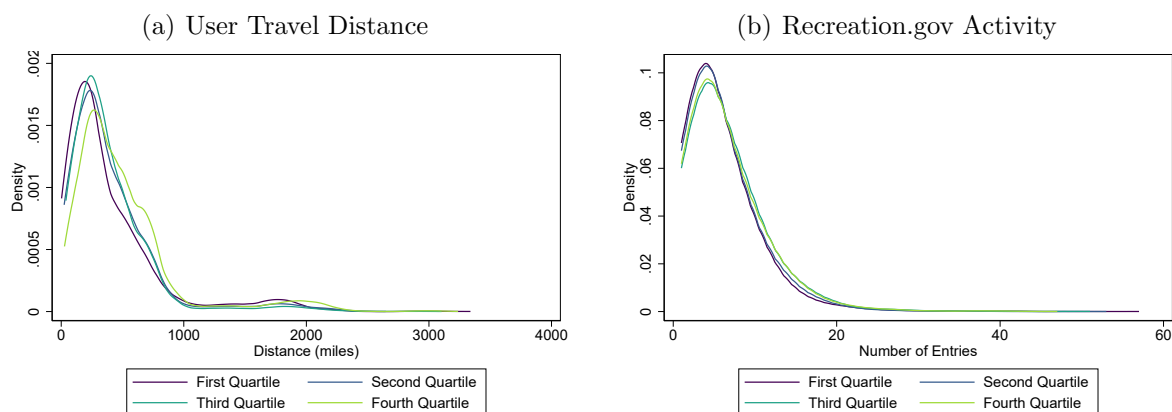 (a) User Travel Distance
.002
.0015
.001
.0005
0
Density
0 1000 2000 3000 4000
Distance (miles)
First Quartile Second Quartile
Third Quartile Fourth Quartile
(b) Recreation.gov Activity
.1
.08
.06
.04
.02
0
Density
0 20 40 60
Number of Entries
First Quartile Second Quartile
Third Quartile Fourth Quartile